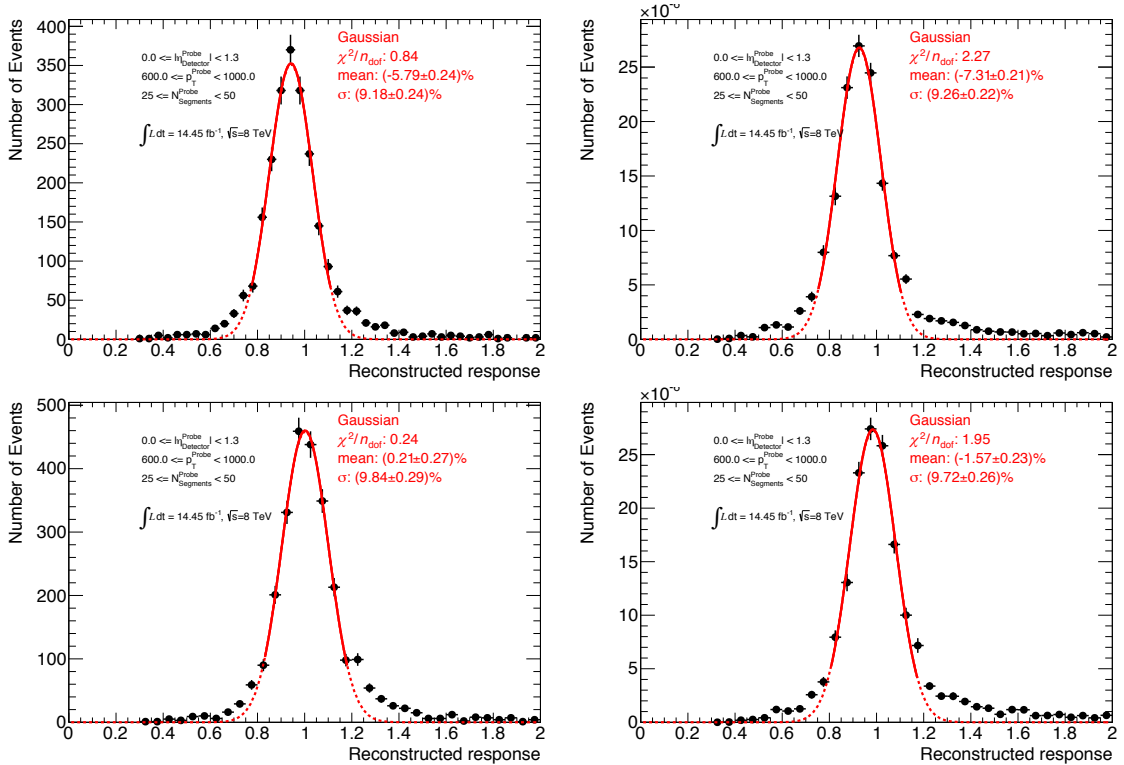 Number of Events
400
350
300
250
200
150
100
50
0
0.0 <= |η^Probe_Detector| < 1.3
600.0 <= p_T^Probe < 1000.0
25 <= N^Probe_Segments < 50
∫L dt = 14.45 fb⁻¹, √s=8 TeV
Gaussian
χ²/n_dof: 0.84
mean: (-5.79±0.24)%
σ: (9.18±0.24)%
0 0.2 0.4 0.6 0.8 1 1.2 1.4 1.6 1.8 2
Reconstructed response
×10
Number of Events
25
20
15
10
5
0
0.0 <= |η^Probe_Detector| < 1.3
600.0 <= p_T^Probe < 1000.0
25 <= N^Probe_Segments < 50
∫L dt = 14.45 fb⁻¹, √s=8 TeV
Gaussian
χ²/n_dof: 2.27
mean: (-7.31±0.21)%
σ: (9.26±0.22)%
0 0.2 0.4 0.6 0.8 1 1.2 1.4 1.6 1.8 2
Reconstructed response
Number of Events
500
400
300
200
100
0
0.0 <= |η^Probe_Detector| < 1.3
600.0 <= p_T^Probe < 1000.0
25 <= N^Probe_Segments < 50
∫L dt = 14.45 fb⁻¹, √s=8 TeV
Gaussian
χ²/n_dof: 0.24
mean: (0.21±0.27)%
σ: (9.84±0.29)%
0 0.2 0.4 0.6 0.8 1 1.2 1.4 1.6 1.8 2
Reconstructed response
×10
Number of Events
25
20
15
10
5
0
0.0 <= |η^Probe_Detector| < 1.3
600.0 <= p_T^Probe < 1000.0
25 <= N^Probe_Segments < 50
∫L dt = 14.45 fb⁻¹, √s=8 TeV
Gaussian
χ²/n_dof: 1.95
mean: (-1.57±0.23)%
σ: (9.72±0.26)%
0 0.2 0.4 0.6 0.8 1 1.2 1.4 1.6 1.8 2
Reconstructed response